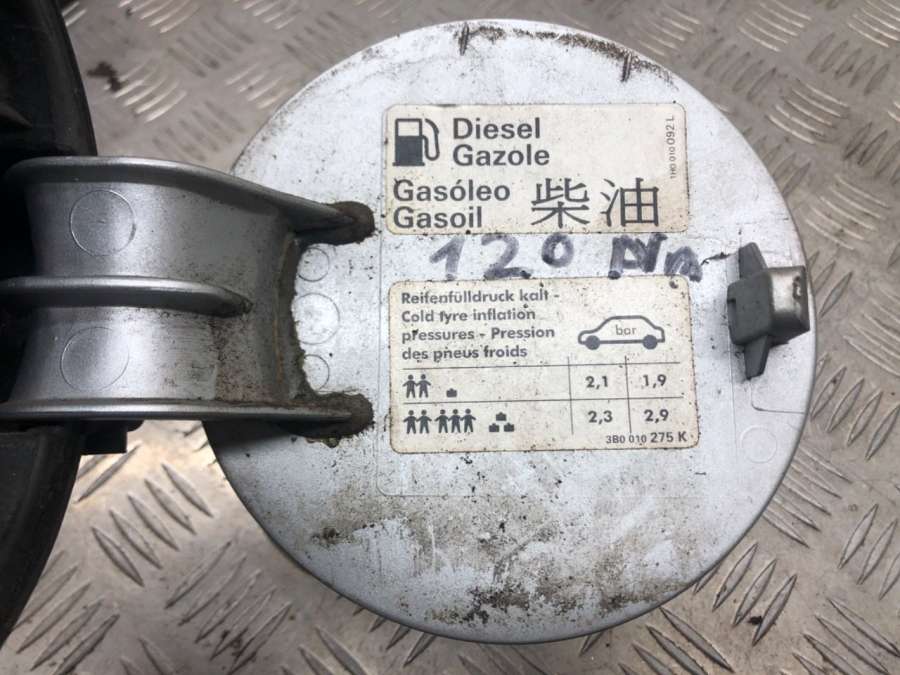 Diesel
Gazole
Gasóleo
Gasoil
柴油
1H0 010 092 L
120
Reifenfülldruck kalt -
Cold tyre inflation
pressures - Pression
des pneus froids
bar
2,1 1,9
2,3 2,9
3B0 010 275 K